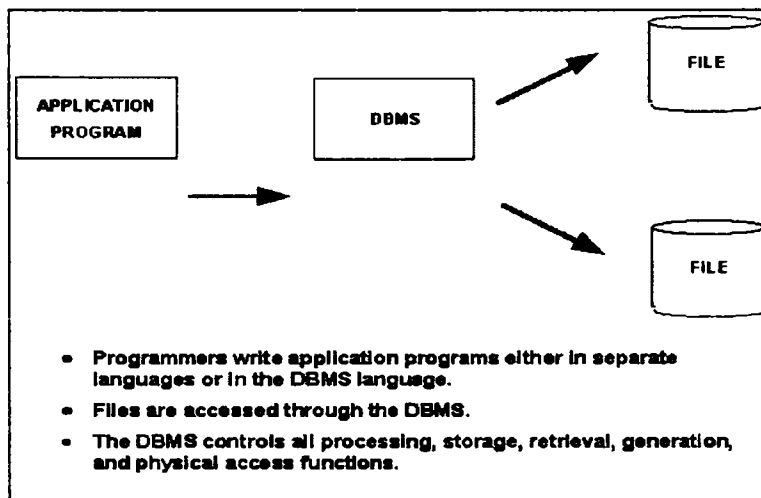 FILE
APPLICATION
PROGRAM
DBMS
FILE
• Programmers write application programs either in separate
languages or in the DBMS language.
• Files are accessed through the DBMS.
• The DBMS controls all processing, storage, retrieval, generation,
and physical access functions.